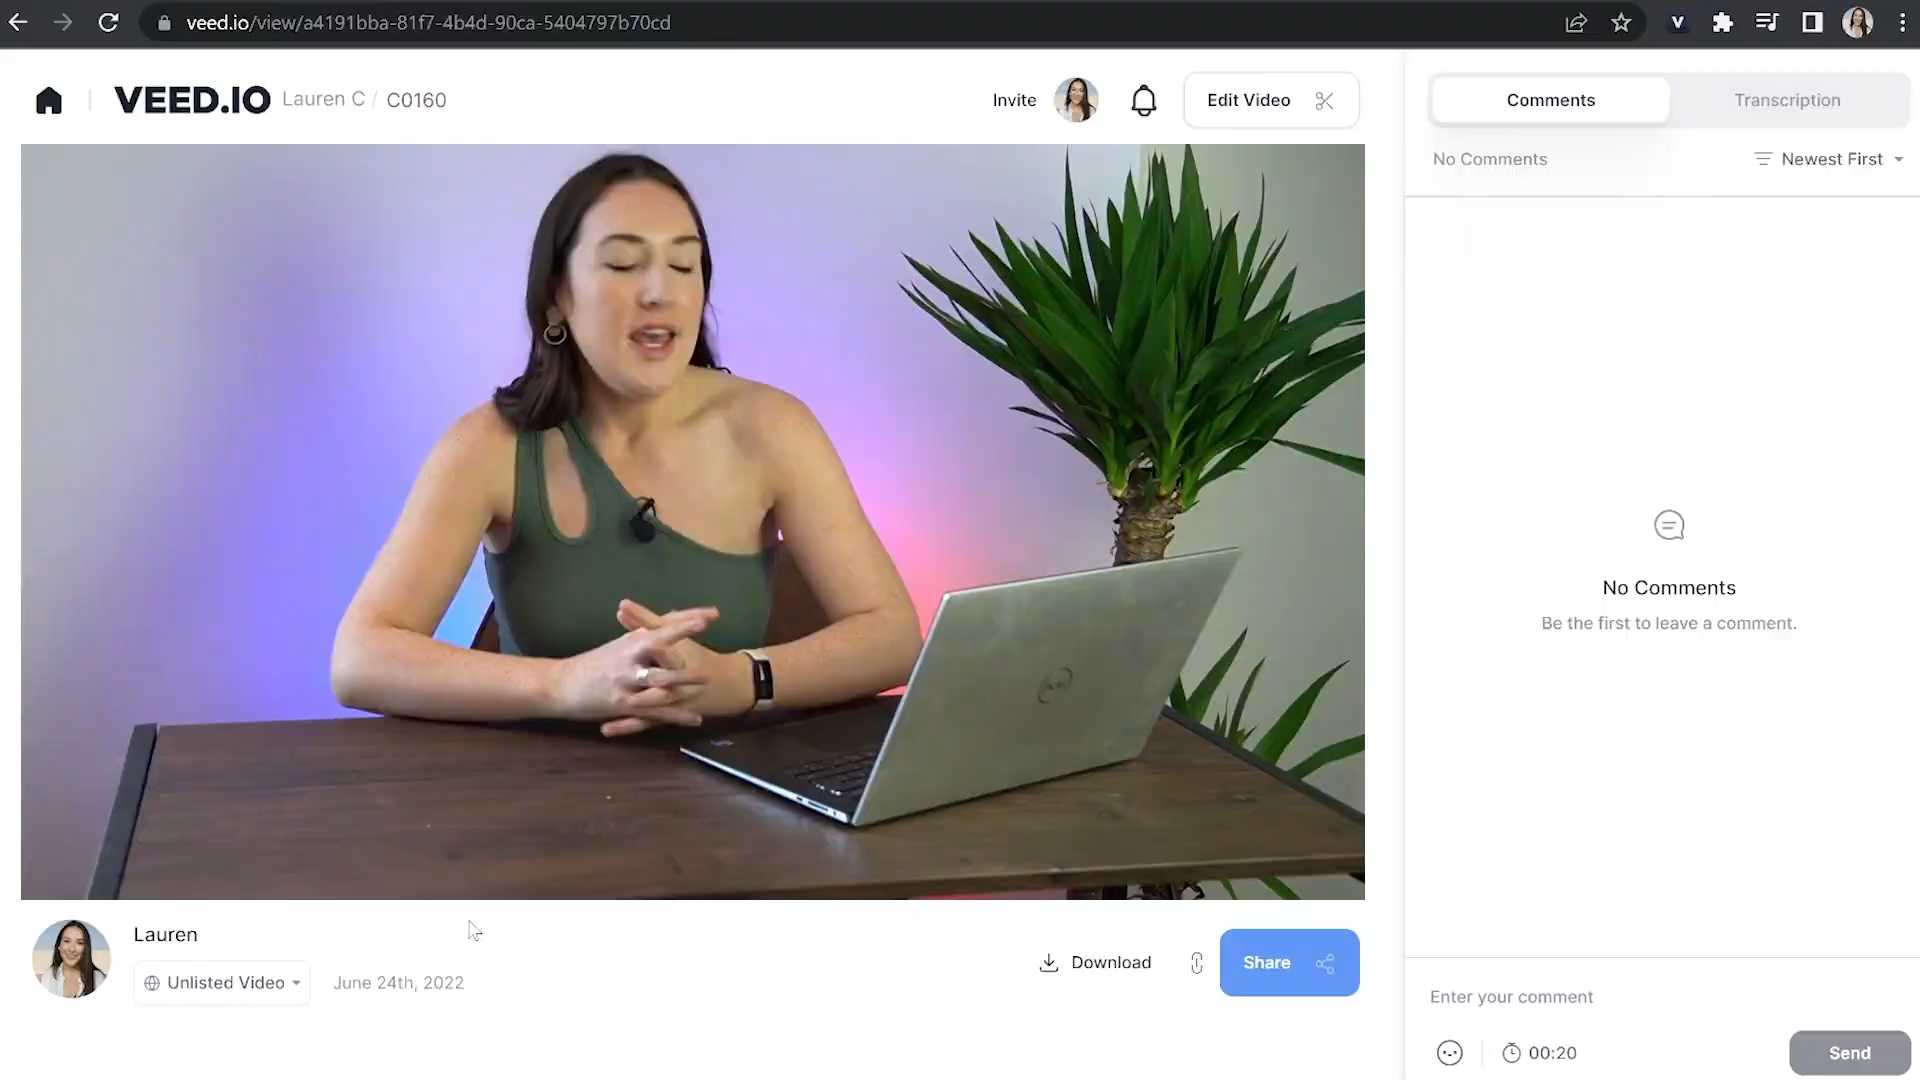 veed.io/view/a4191bba-81f7-4b4d-90ca-5404797b70cd
VEED.IO Lauren C / C0160
Invite
Edit Video
Comments
Transcription
No Comments
Newest First
No Comments
Be the first to leave a comment.
Lauren
Unlisted Video
June 24th, 2022
Download
Share
Enter your comment
00:20
Send